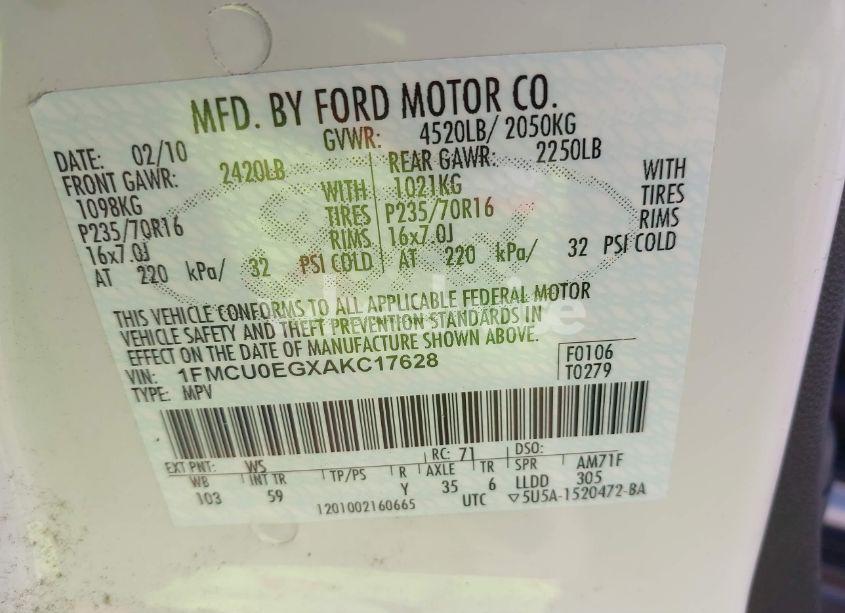 MFD. BY FORD MOTOR CO.
DATE: 02/10 GVWR: 4520LB/ 2050KG
FRONT GAWR: 2420LB REAR GAWR: 2250LB
1098KG WITH 1021KG WITH
P235/70R16 TIRES P235/70R16 TIRES
16x7.0J RIMS 16x7.0J RIMS
AT 220 kPa/ 32 PSI COLD AT 220 kPa/ 32 PSI COLD
THIS VEHICLE CONFORMS TO ALL APPLICABLE FEDERAL MOTOR
VEHICLE SAFETY AND THEFT PREVENTION STANDARDS IN
EFFECT ON THE DATE OF MANUFACTURE SHOWN ABOVE.
VIN: 1FMCU0EGXAKC17628 F0106
TYPE: MPV T0279
EXT PNT: WS RC: 71 DSO:
WB INT TR TP/PS R AXLE TR SPR AM71F
103 59 Y 35 6 LLDD 305
1201002160665 UTC ▽5U5A-1520472-BA